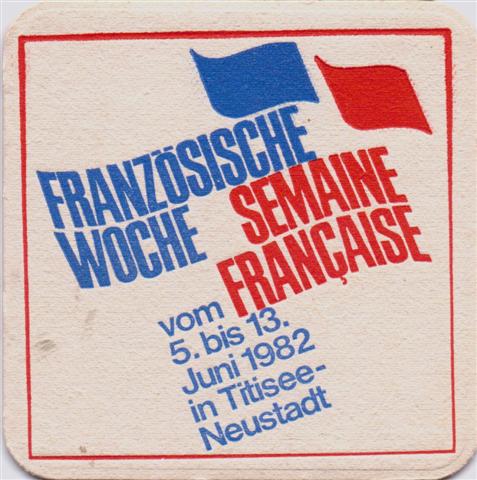 FRANZÖSISCHE
WOCHE
SEMAINE
FRANÇAISE
vom
5. bis 13.
Juni 1982
in Titisee-
Neustadt